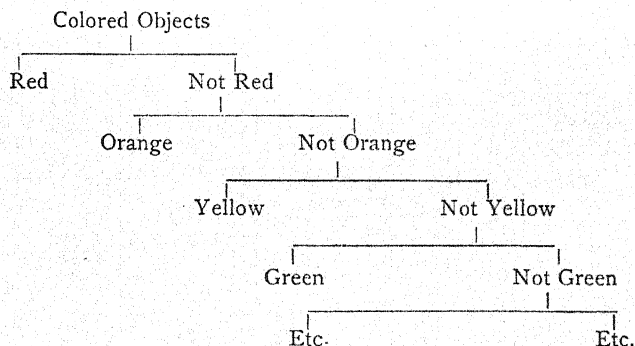 Colored Objects
Red Not Red
Orange Not Orange
Yellow Not Yellow
Green Not Green
Etc. Etc.